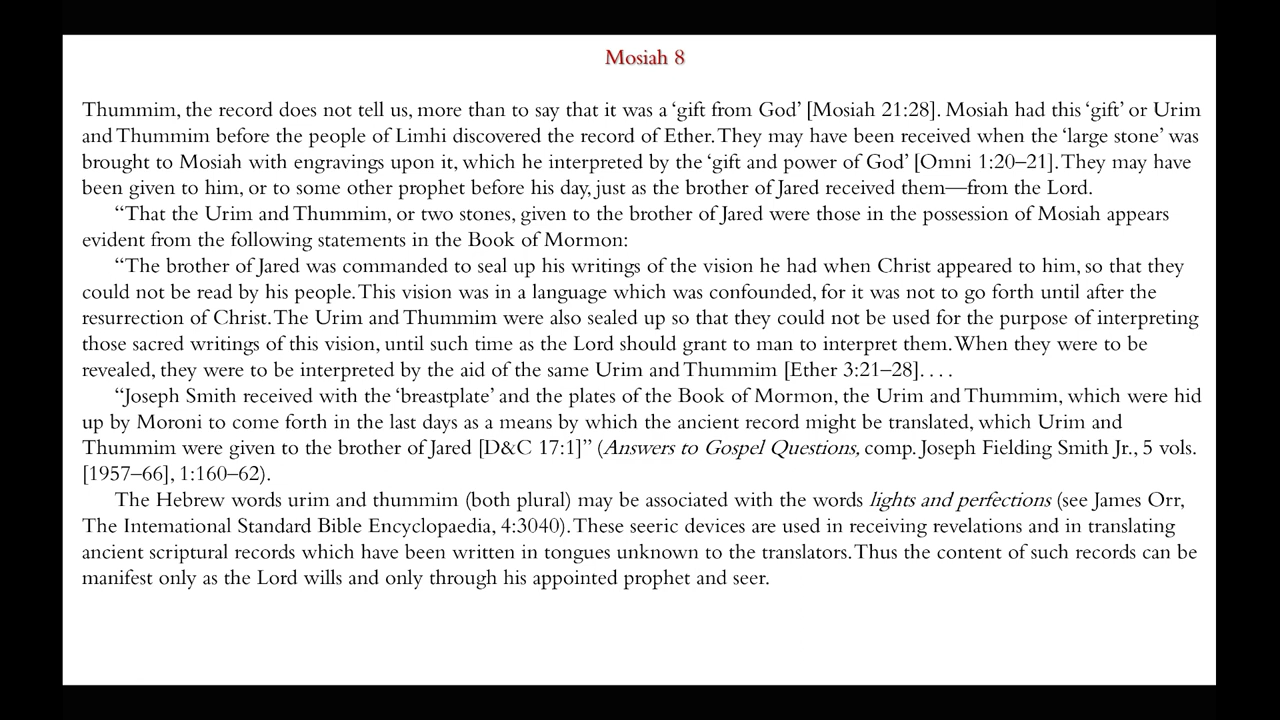 Mosiah 8
Thummim, the record does not tell us, more than to say that it was a ‘gift from God’ [Mosiah 21:28]. Mosiah had this ‘gift’ or Urim
and Thummim before the people of Limhi discovered the record of Ether. They may have been received when the ‘large stone’ was
brought to Mosiah with engravings upon it, which he interpreted by the ‘gift and power of God’ [Omni 1:20–21]. They may have
been given to him, or to some other prophet before his day, just as the brother of Jared received them—from the Lord.
“That the Urim and Thummim, or two stones, given to the brother of Jared were those in the possession of Mosiah appears
evident from the following statements in the Book of Mormon:
“The brother of Jared was commanded to seal up his writings of the vision he had when Christ appeared to him, so that they
could not be read by his people. This vision was in a language which was confounded, for it was not to go forth until after the
resurrection of Christ. The Urim and Thummim were also sealed up so that they could not be used for the purpose of interpreting
those sacred writings of this vision, until such time as the Lord should grant to man to interpret them. When they were to be
revealed, they were to be interpreted by the aid of the same Urim and Thummim [Ether 3:21–28]. . . .
“Joseph Smith received with the ‘breastplate’ and the plates of the Book of Mormon, the Urim and Thummim, which were hid
up by Moroni to come forth in the last days as a means by which the ancient record might be translated, which Urim and
Thummim were given to the brother of Jared [D&C 17:1]” (Answers to Gospel Questions, comp. Joseph Fielding Smith Jr., 5 vols.
[1957–66], 1:160–62).
The Hebrew words urim and thummim (both plural) may be associated with the words lights and perfections (see James Orr,
The International Standard Bible Encyclopaedia, 4:3040). These seeric devices are used in receiving revelations and in translating
ancient scriptural records which have been written in tongues unknown to the translators. Thus the content of such records can be
manifest only as the Lord wills and only through his appointed prophet and seer.